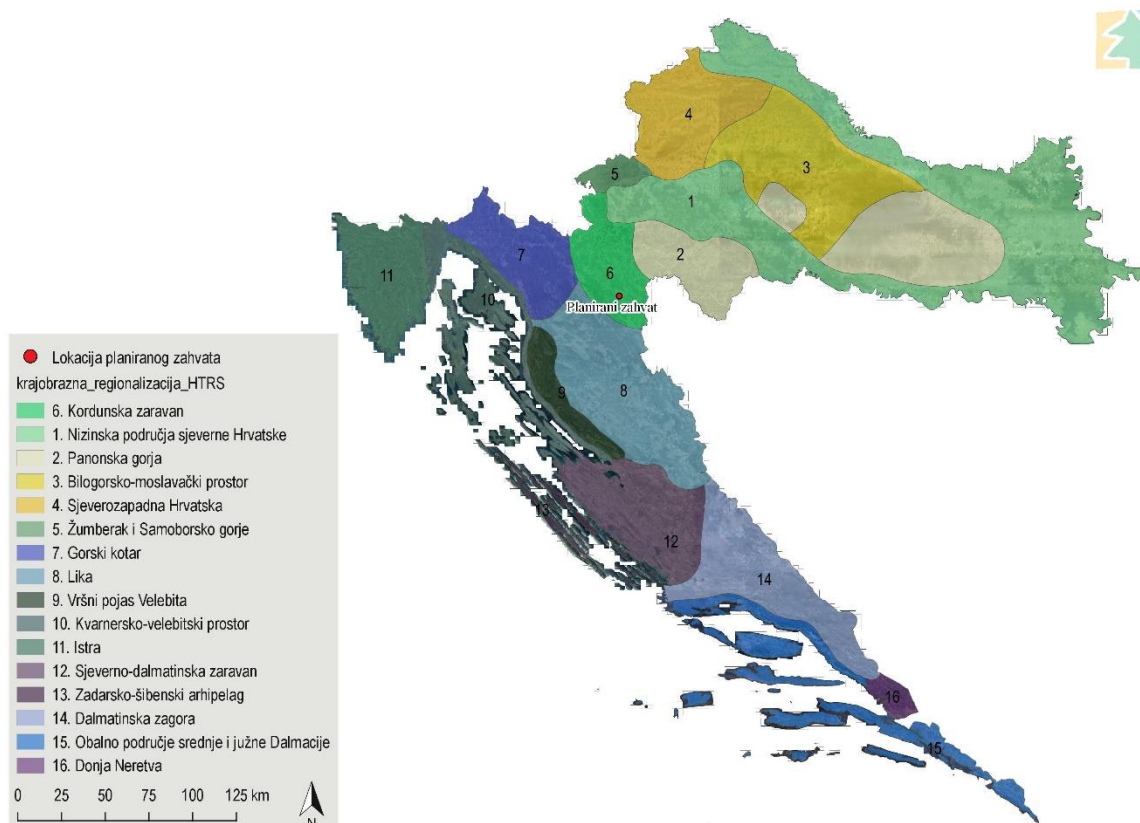 4
3
5
1
2
6
7
11
Planirani zahvat
10
8
9
13
12
14
16
15
Lokacija planiranog zahvata
krajobrazna_regionalizacija_HTRS
6. Kordunska zaravan
1. Nizinska područja sjeverne Hrvatske
2. Panonska gorja
3. Bilogorsko-moslavački prostor
4. Sjeverozapadna Hrvatska
5. Žumberak i Samoborsko gorje
7. Gorski kotar
8. Lika
9. Vršni pojas Velebita
10. Kvarnersko-velebitski prostor
11. Istra
12. Sjeverno-dalmatinska zaravan
13. Zadarsko-šibenski arhipelag
14. Dalmatinska zagora
15. Obalno područje srednje i južne Dalmacije
16. Donja Neretva
0 25 50 75 100 125 km
N